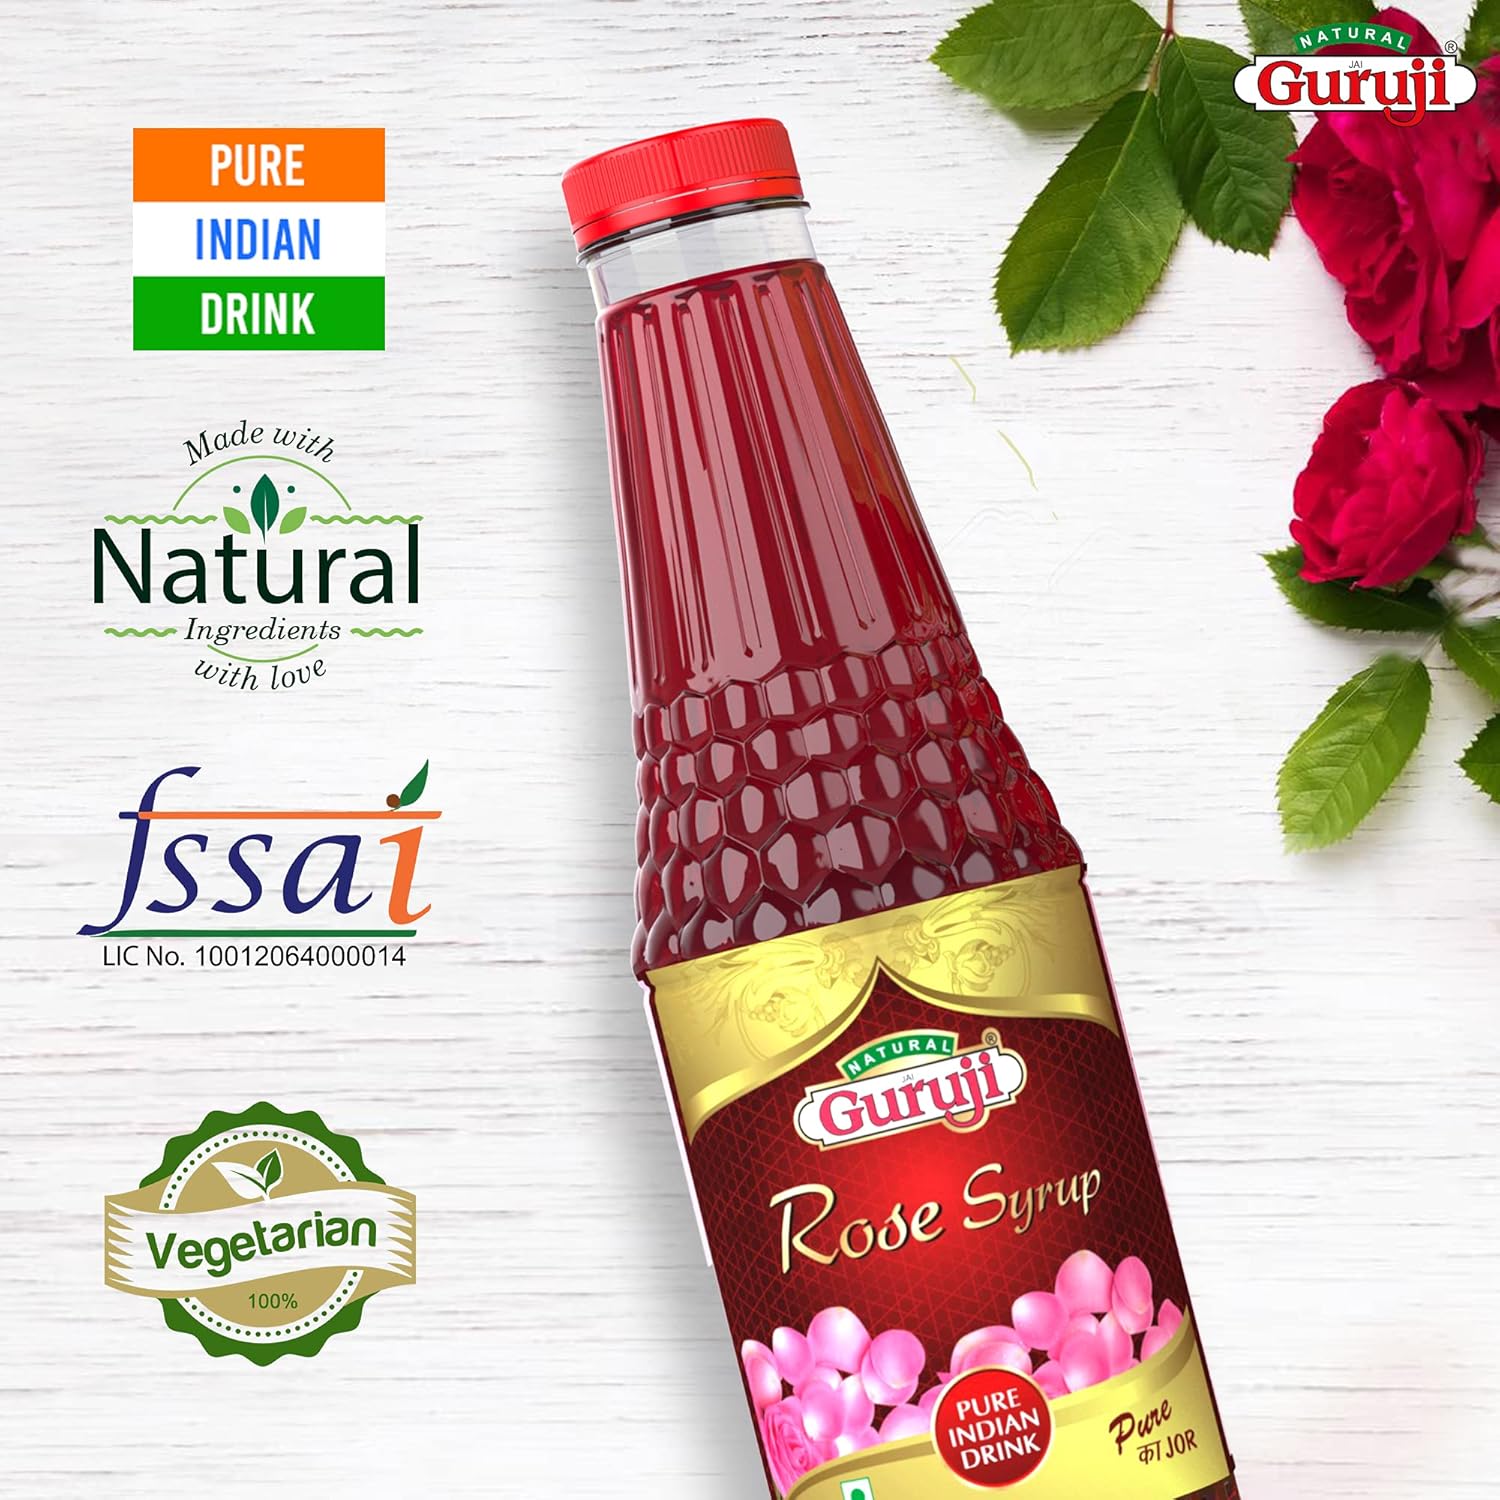 NATURAL
JAI
Guruji®
PURE
INDIAN
DRINK
Made with
Natural
Ingredients
with love
fssai
LIC No. 10012064000014
Vegetarian
100%
NATURAL ®
JAI
Guruji
Rose Syrup
PURE
INDIAN
DRINK
Pure
का JOR